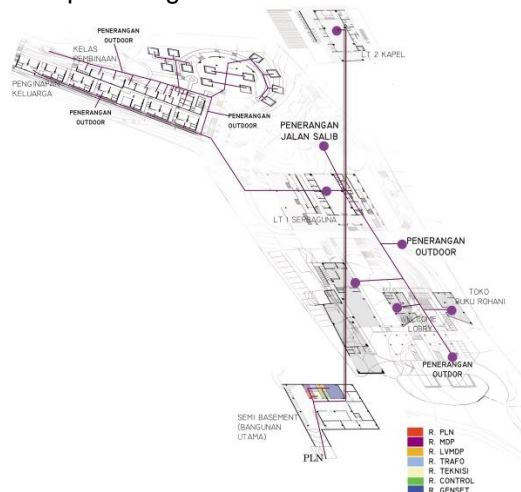 PENERANGAN
OUTDOOR
KELAS
PEMBINAAN
LT 2 KAPEL
PENGINAPAN
KELUARGA
PENERANGAN
OUTDOOR
PENERANGAN
OUTDOOR
PENERANGAN
JALAN SALIB
LT 1 SERBAGUNA
PENERANGAN
OUTDOOR
TOKO
BUKU ROHANI
WELCOME
LOBBY
PENERANGAN
OUTDOOR
SEMI BASEMENT
(BANGUNAN
UTAMA)
PLN
R. PLN
R. MDP
R. LVMDP
R. TRAFO
R. TEKNISI
R. CONTROL
R. GENSET